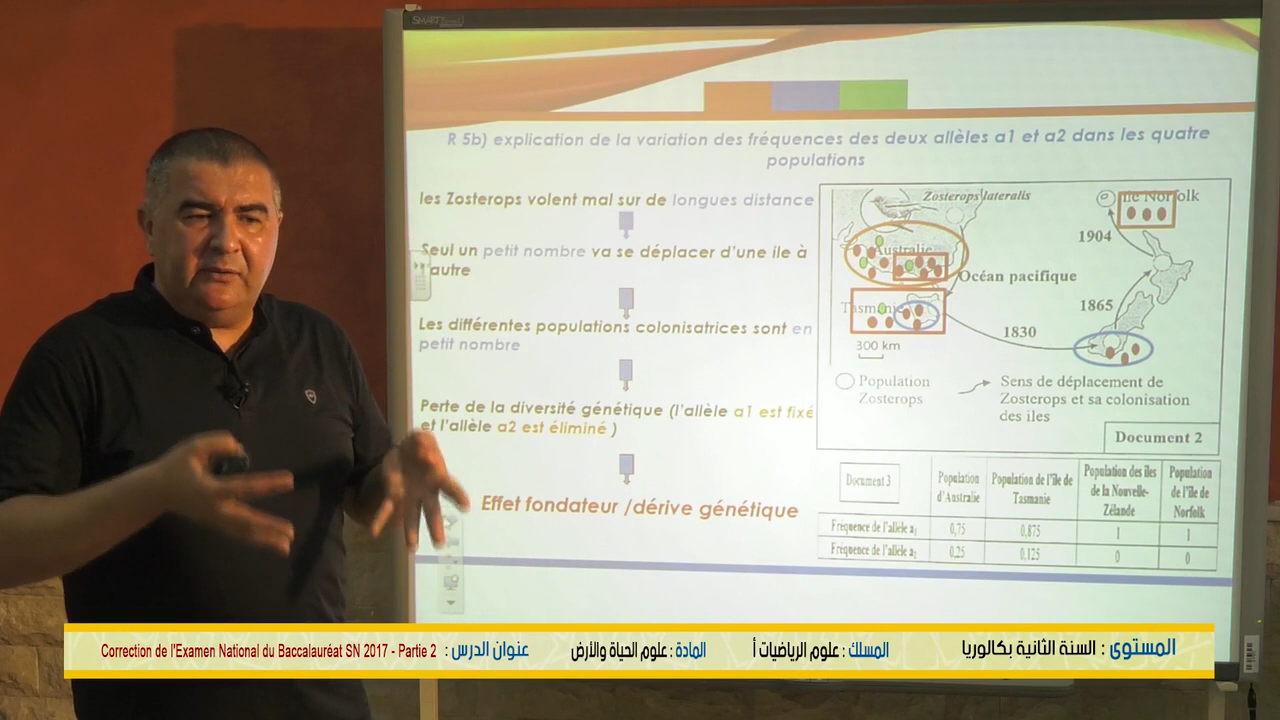 SMART
R 5b) explication de la variation des fréquences des deux allèles a1 et a2 dans les quatre
populations
les Zosterops volent mal sur de longues distance
Seul un petit nombre va se déplacer d'une ile à
l'autre
Les différentes populations colonisatrices sont en
petit nombre
Perte de la diversité génétique (l'allèle a1 est fixé
et l'allèle a2 est éliminé )
Effet fondateur /dérive génétique
Zosterops lateralis
île Norfolk
1904
Australie
Océan pacifique
Tasmanie
1865
1830
300 km
Population
Zosterops
Sens de déplacement de
Zosterops et sa colonisation
des iles
Document 2
Document 3
Population
d'Australie
Population de l'île de
Tasmanie
Population des îles
de la Nouvelle-
Zélande
Population
de l'île de
Norfolk
Fréquence de l'allèle a₁ 0,75 0,875 1 1
Fréquence de l'allèle a₂ 0,25 0,125 0 0
المستوى : السنة الثانية بكالوريا
المسلك : علوم الرياضيات أ
المادة : علوم الحياة والأرض
عنوان الدرس : Correction de l'Examen National du Baccalauréat SN 2017 - Partie 2